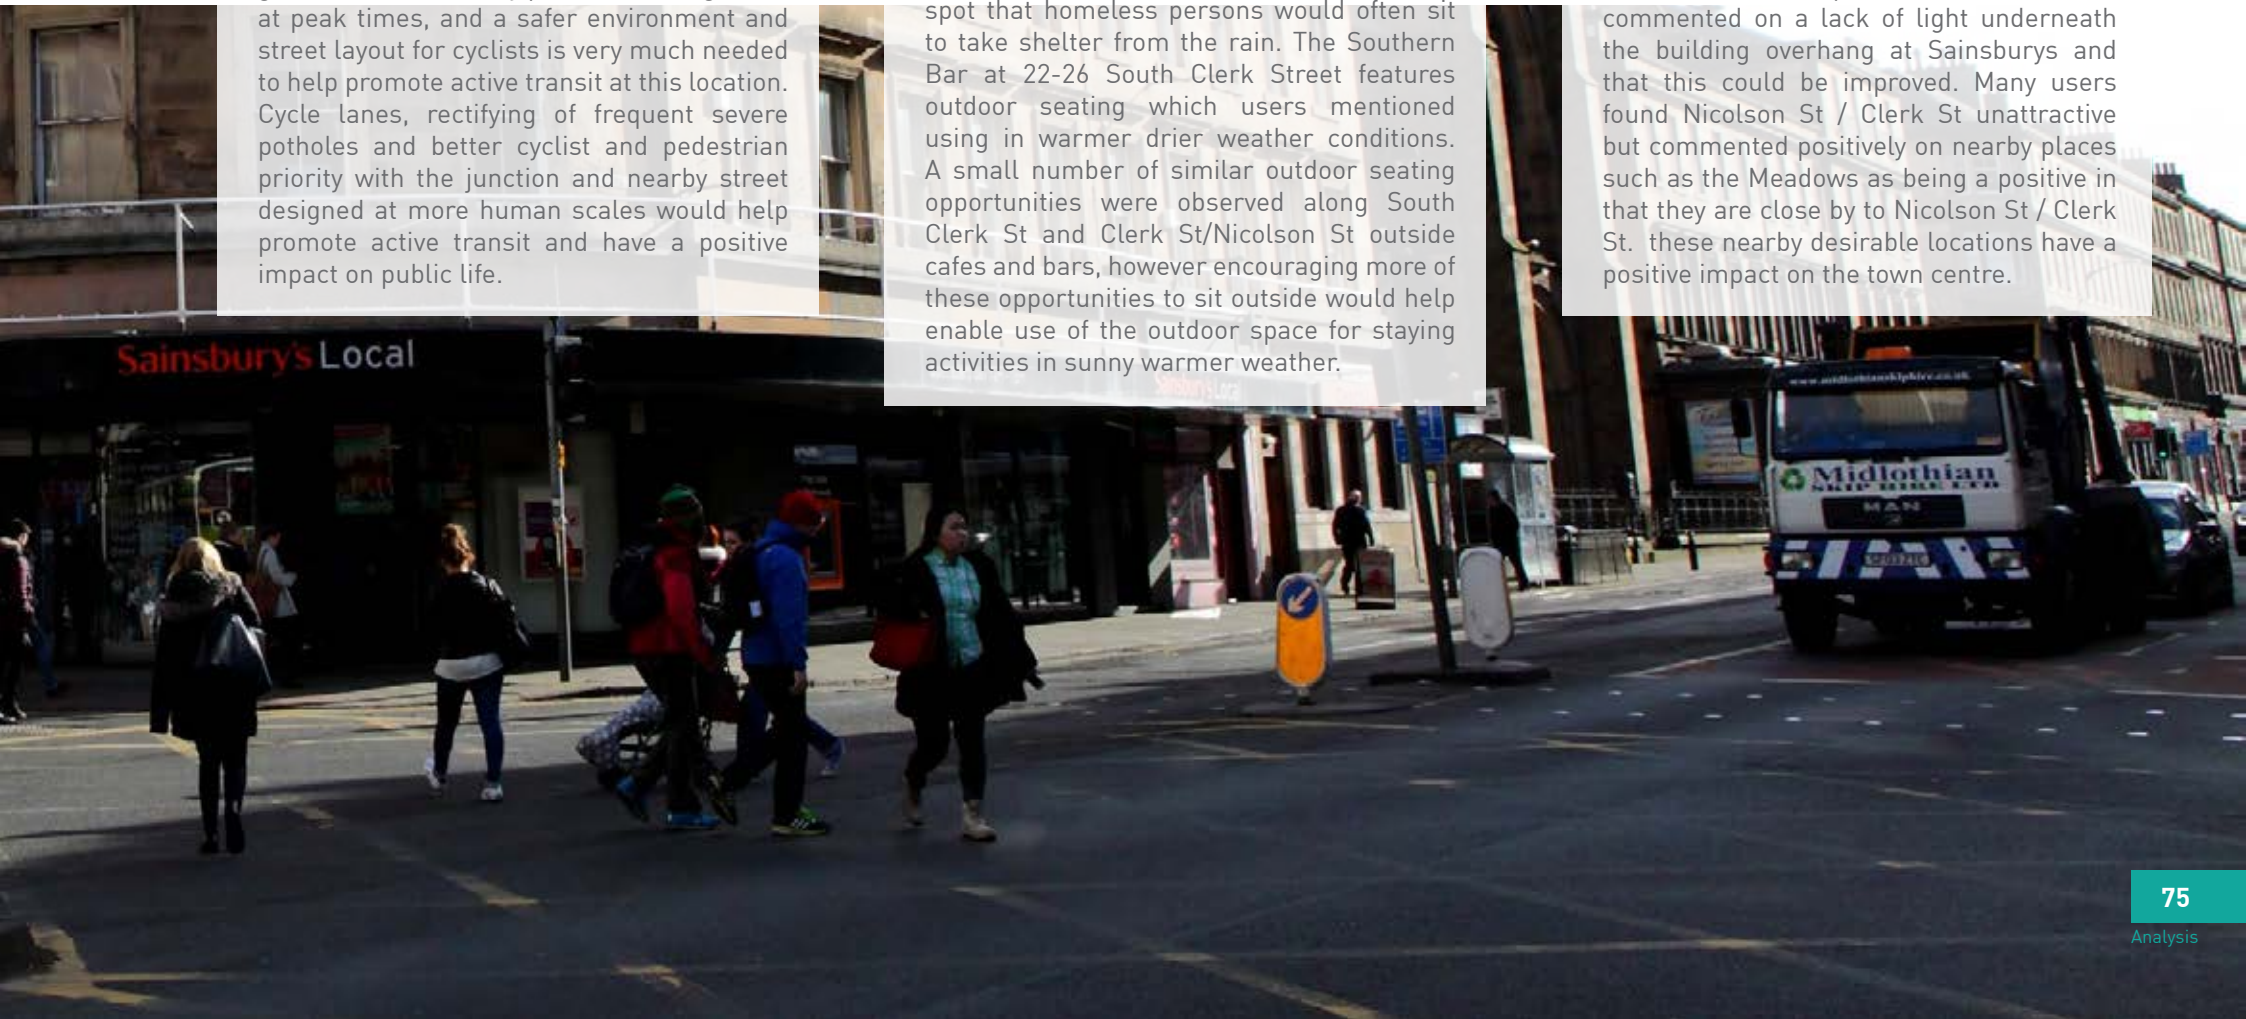 at peak times, and a safer environment and
street layout for cyclists is very much needed
to help promote active transit at this location.
Cycle lanes, rectifying of frequent severe
potholes and better cyclist and pedestrian
priority with the junction and nearby street
designed at more human scales would help
promote active transit and have a positive
impact on public life.
spot that homeless persons would often sit
to take shelter from the rain. The Southern
Bar at 22-26 South Clerk Street features
outdoor seating which users mentioned
using in warmer drier weather conditions.
A small number of similar outdoor seating
opportunities were observed along South
Clerk St and Clerk St/Nicolson St outside
cafes and bars, however encouraging more of
these opportunities to sit outside would help
enable use of the outdoor space for staying
activities in sunny warmer weather.
commented on a lack of light underneath
the building overhang at Sainsburys and
that this could be improved. Many users
found Nicolson St / Clerk St unattractive
but commented positively on nearby places
such as the Meadows as being a positive in
that they are close by to Nicolson St / Clerk
St. these nearby desirable locations have a
positive impact on the town centre.
Sainsbury's Local
Sainsbury's Local
www.midlothianskiphire.co.uk
Midlothian
SKIP HIRE LTD
MAN
75
Analysis